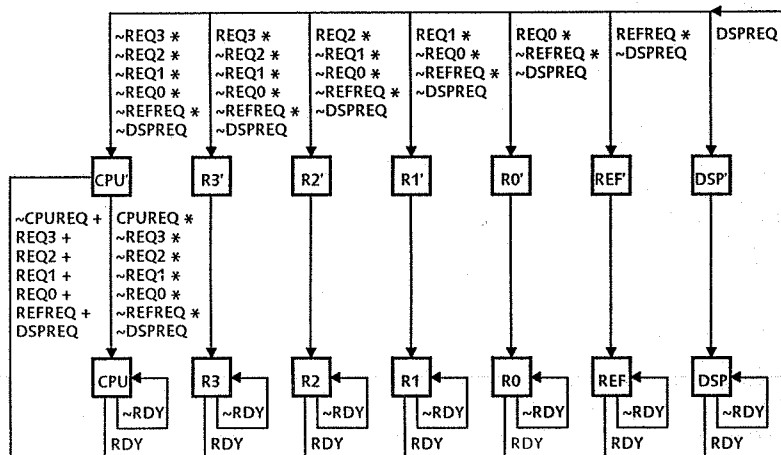 ~REQ3 *
~REQ2 *
~REQ1 *
~REQ0 *
~REFREQ *
~DSPREQ
REQ3 *
~REQ2 *
~REQ1 *
~REQ0 *
~REFREQ *
~DSPREQ
REQ2 *
~REQ1 *
~REQ0 *
~REFREQ *
~DSPREQ
REQ1 *
~REQ0 *
~REFREQ *
~DSPREQ
REQ0 *
~REFREQ *
~DSPREQ
REFREQ *
~DSPREQ
DSPREQ
CPU'
R3'
R2'
R1'
R0'
REF'
DSP'
~CPUREQ +
REQ3 +
REQ2 +
REQ1 +
REQ0 +
REFREQ +
DSPREQ
CPUREQ *
~REQ3 *
~REQ2 *
~REQ1 *
~REQ0 *
~REFREQ *
~DSPREQ
CPU
R3
R2
R1
R0
REF
DSP
~RDY
~RDY
~RDY
~RDY
~RDY
~RDY
~RDY
RDY
RDY
RDY
RDY
RDY
RDY
RDY